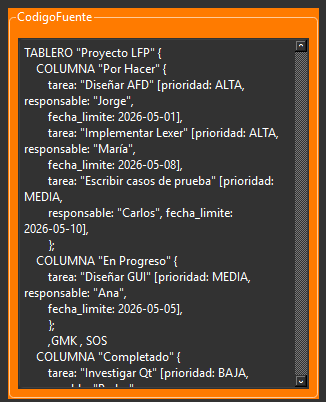 CodigoFuente
TABLERO "Proyecto LFP" {
COLUMNA "Por Hacer" {
tarea: "Diseñar AFD" [prioridad: ALTA,
responsable: "Jorge",
fecha_limite: 2026-05-01],
tarea: "Implementar Lexer" [prioridad: ALTA,
responsable: "María",
fecha_limite: 2026-05-08],
tarea: "Escribir casos de prueba" [prioridad:
MEDIA,
responsable: "Carlos", fecha_limite:
2026-05-10],
};
COLUMNA "En Progreso" {
tarea: "Diseñar GUI" [prioridad: MEDIA,
responsable: "Ana",
fecha_limite: 2026-05-05],
};
,GMK , SOS
COLUMNA "Completado" {
tarea: "Investigar Qt" [prioridad: BAJA,